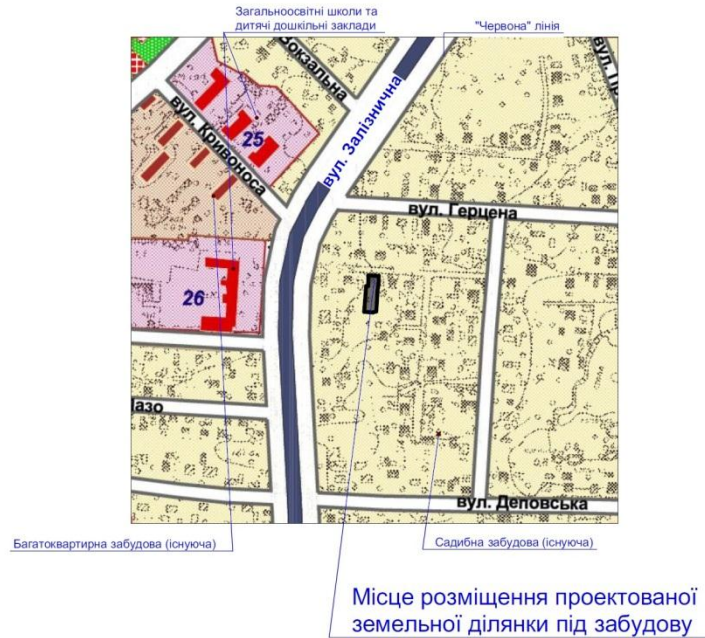 Загальноосвітні школи та
дитячі дошкільні заклади
"Червона" лінія
Вокзальна
вул. Залізнична
вул. Кривоноса
25
вул. Герцена
26
Лазо
вул. Деповська
Багатоквартирна забудова (існуюча)
Садибна забудова (існуюча)
Місце розміщення проектованої
земельної ділянки під забудову